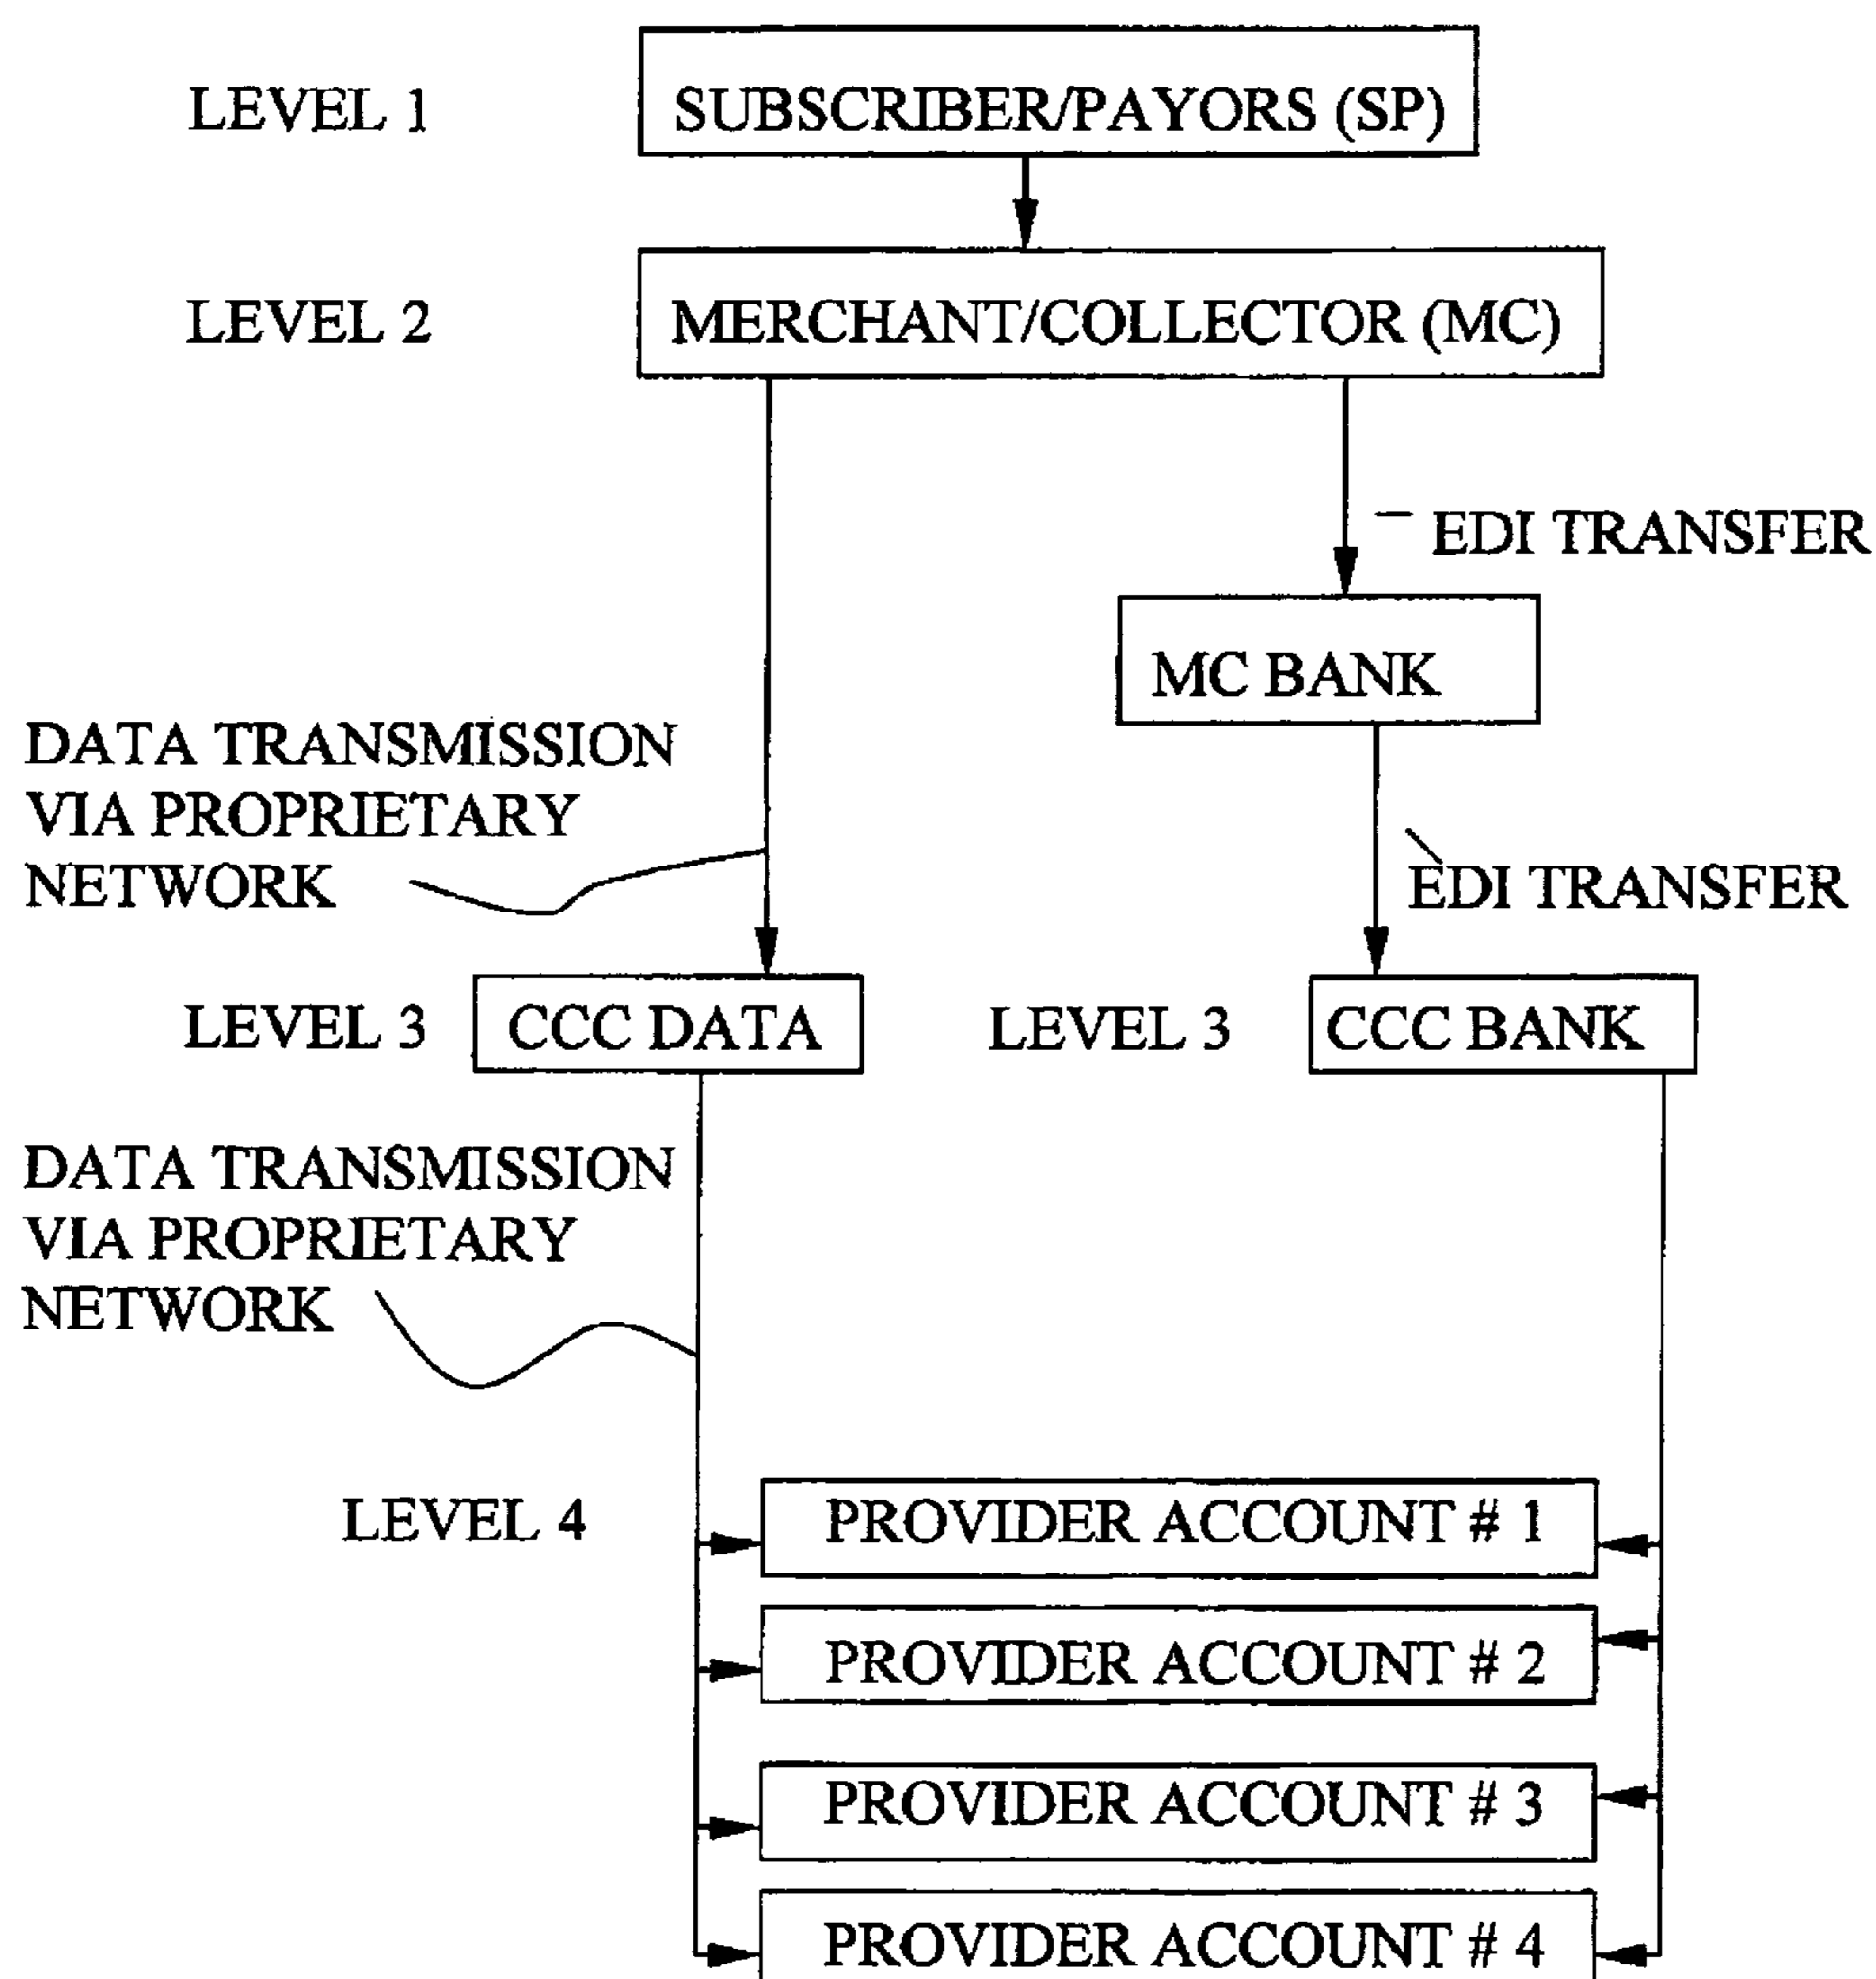 LEVEL 1
SUBSCRIBER/PAYORS (SP)
LEVEL 2
MERCHANT/COLLECTOR (MC)
EDI TRANSFER
MC BANK
DATA TRANSMISSION
VIA PROPRIETARY
NETWORK
EDI TRANSFER
LEVEL 3
CCC DATA
LEVEL 3
CCC BANK
DATA TRANSMISSION
VIA PROPRIETARY
NETWORK
LEVEL 4
PROVIDER ACCOUNT # 1
PROVIDER ACCOUNT # 2
PROVIDER ACCOUNT # 3
PROVIDER ACCOUNT # 4